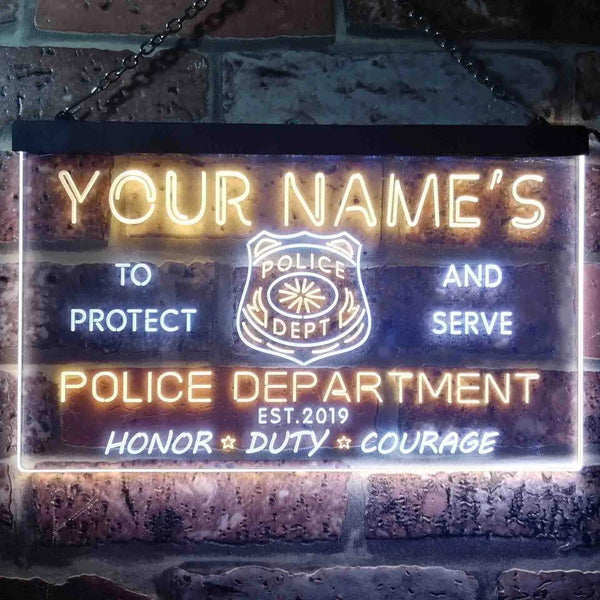 YOUR NAME'S
TO
PROTECT
POLICE
DEPT
AND
SERVE
POLICE DEPARTMENT
EST.2019
HONOR ☆ DUTY ☆ COURAGE